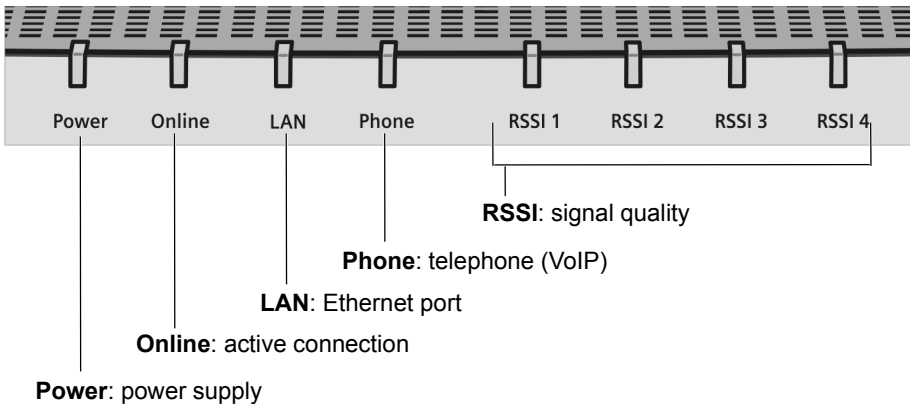 Power Online LAN Phone RSSI 1 RSSI 2 RSSI 3 RSSI 4
RSSI: signal quality
Phone: telephone (VoIP)
LAN: Ethernet port
Online: active connection
Power: power supply